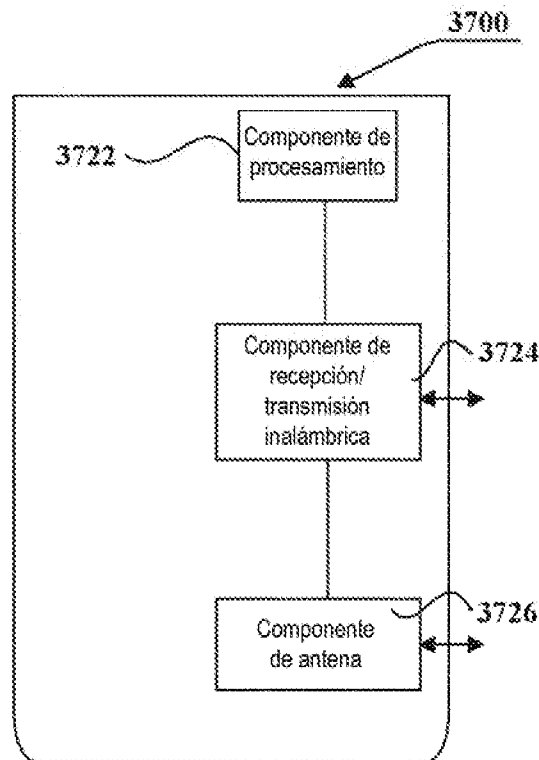 3700
Componente de
procesamiento
3722
Componente de
recepción/
transmisión
inalámbrica
3724
Componente
de antena
3726